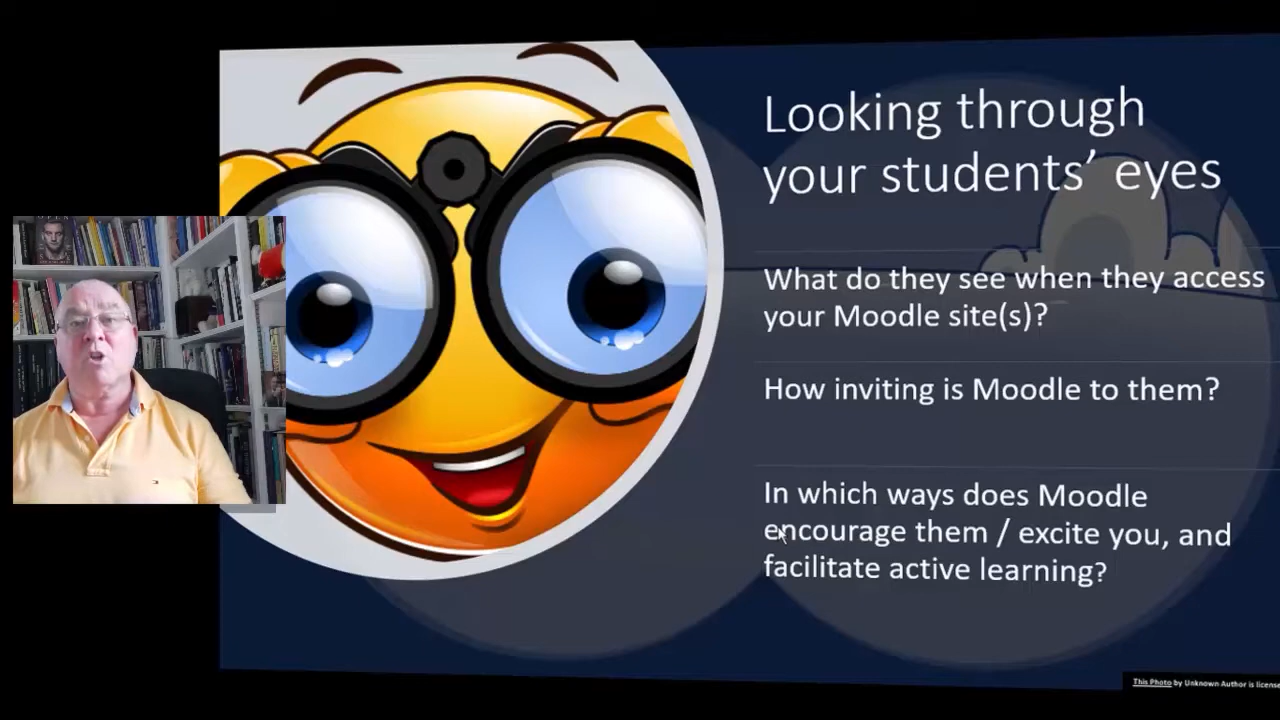 Looking through
your students’ eyes
What do they see when they access
your Moodle site(s)?
How inviting is Moodle to them?
In which ways does Moodle
encourage them / excite you, and
facilitate active learning?
This Photo by Unknown Author is license